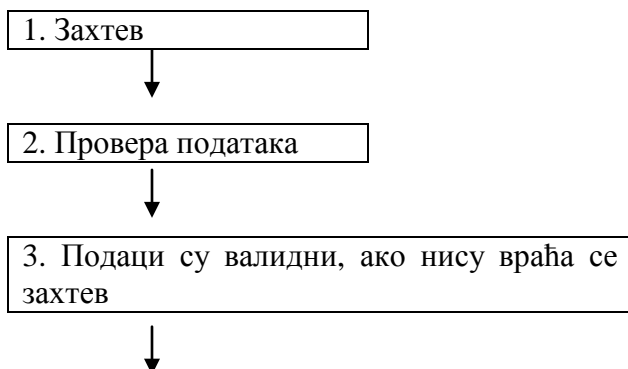 1. Захтев
2. Провера података
3. Подаци су валидни, ако нису враћа се
захтев